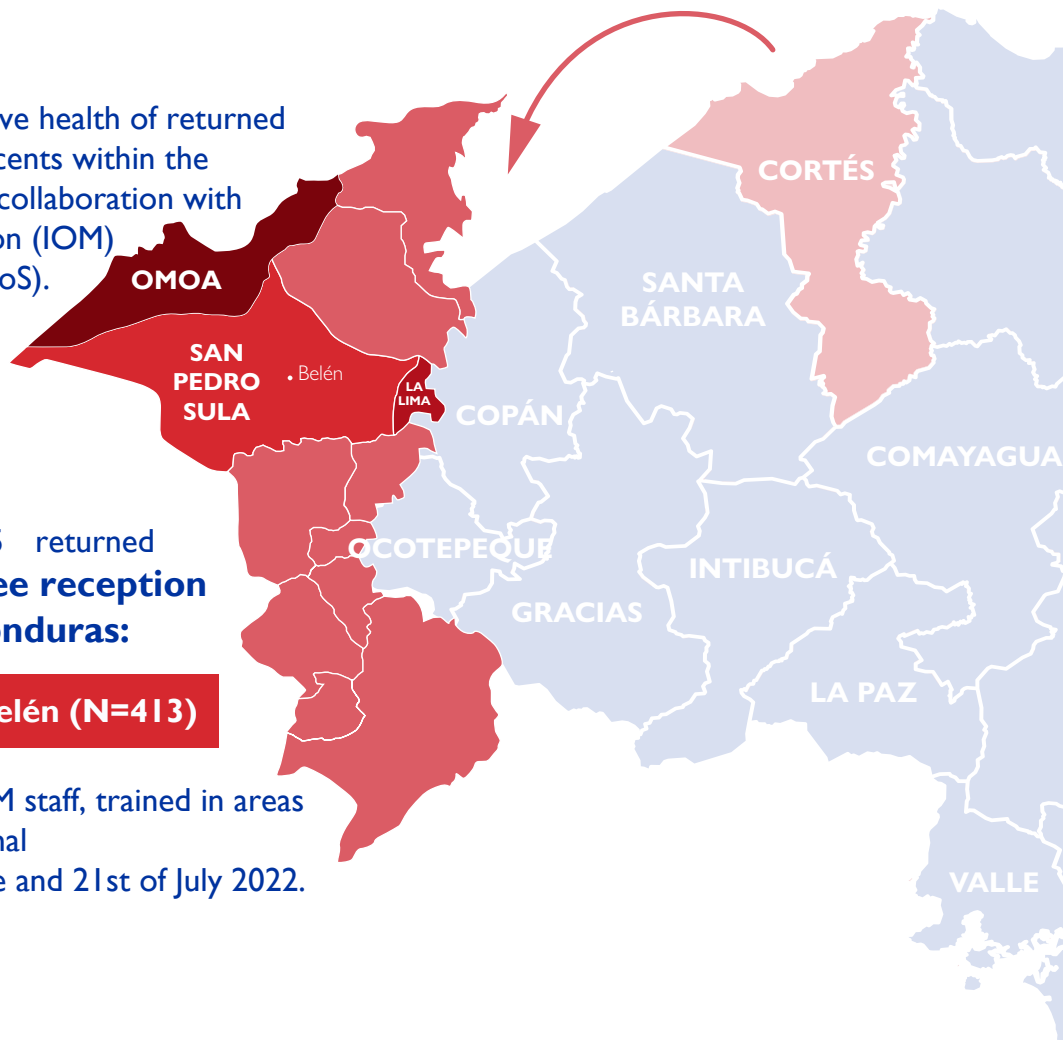 ve health of returned
cents within the
collaboration with
on (IOM)
oS).
CORTÉS
OMOA
SANTA
BÁRBARA
SAN
PEDRO
SULA
Belén
LA
LIMA
COPÁN
COMAYAGUA
returned
ee reception
onduras:
OCOTEPEQUE
INTIBUCÁ
GRACIAS
elén (N=413)
LA PAZ
M staff, trained in areas
nal
e and 21st of July 2022.
VALLE